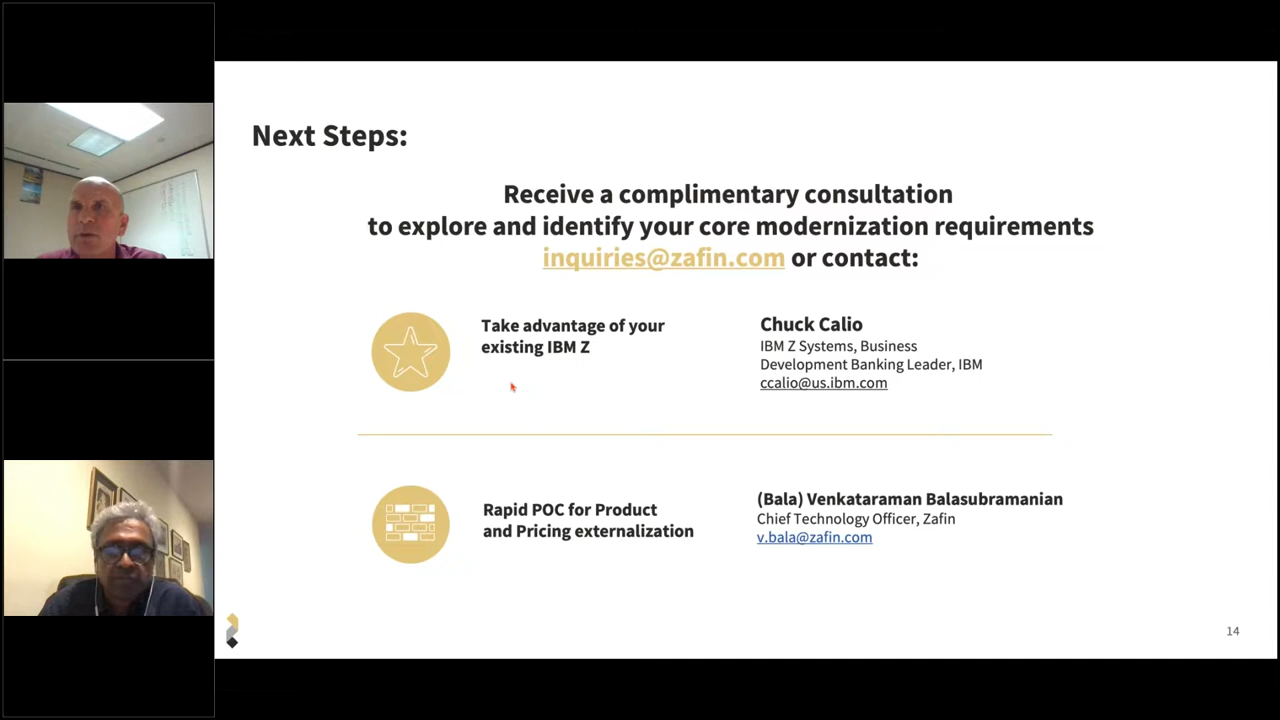 Next Steps:
Receive a complimentary consultation
to explore and identify your core modernization requirements
inquiries@zafin.com or contact:
Take advantage of your
existing IBM Z
Chuck Calio
IBM Z Systems, Business
Development Banking Leader, IBM
ccalio@us.ibm.com
Rapid POC for Product
and Pricing externalization
(Bala) Venkataraman Balasubramanian
Chief Technology Officer, Zafin
v.bala@zafin.com
14